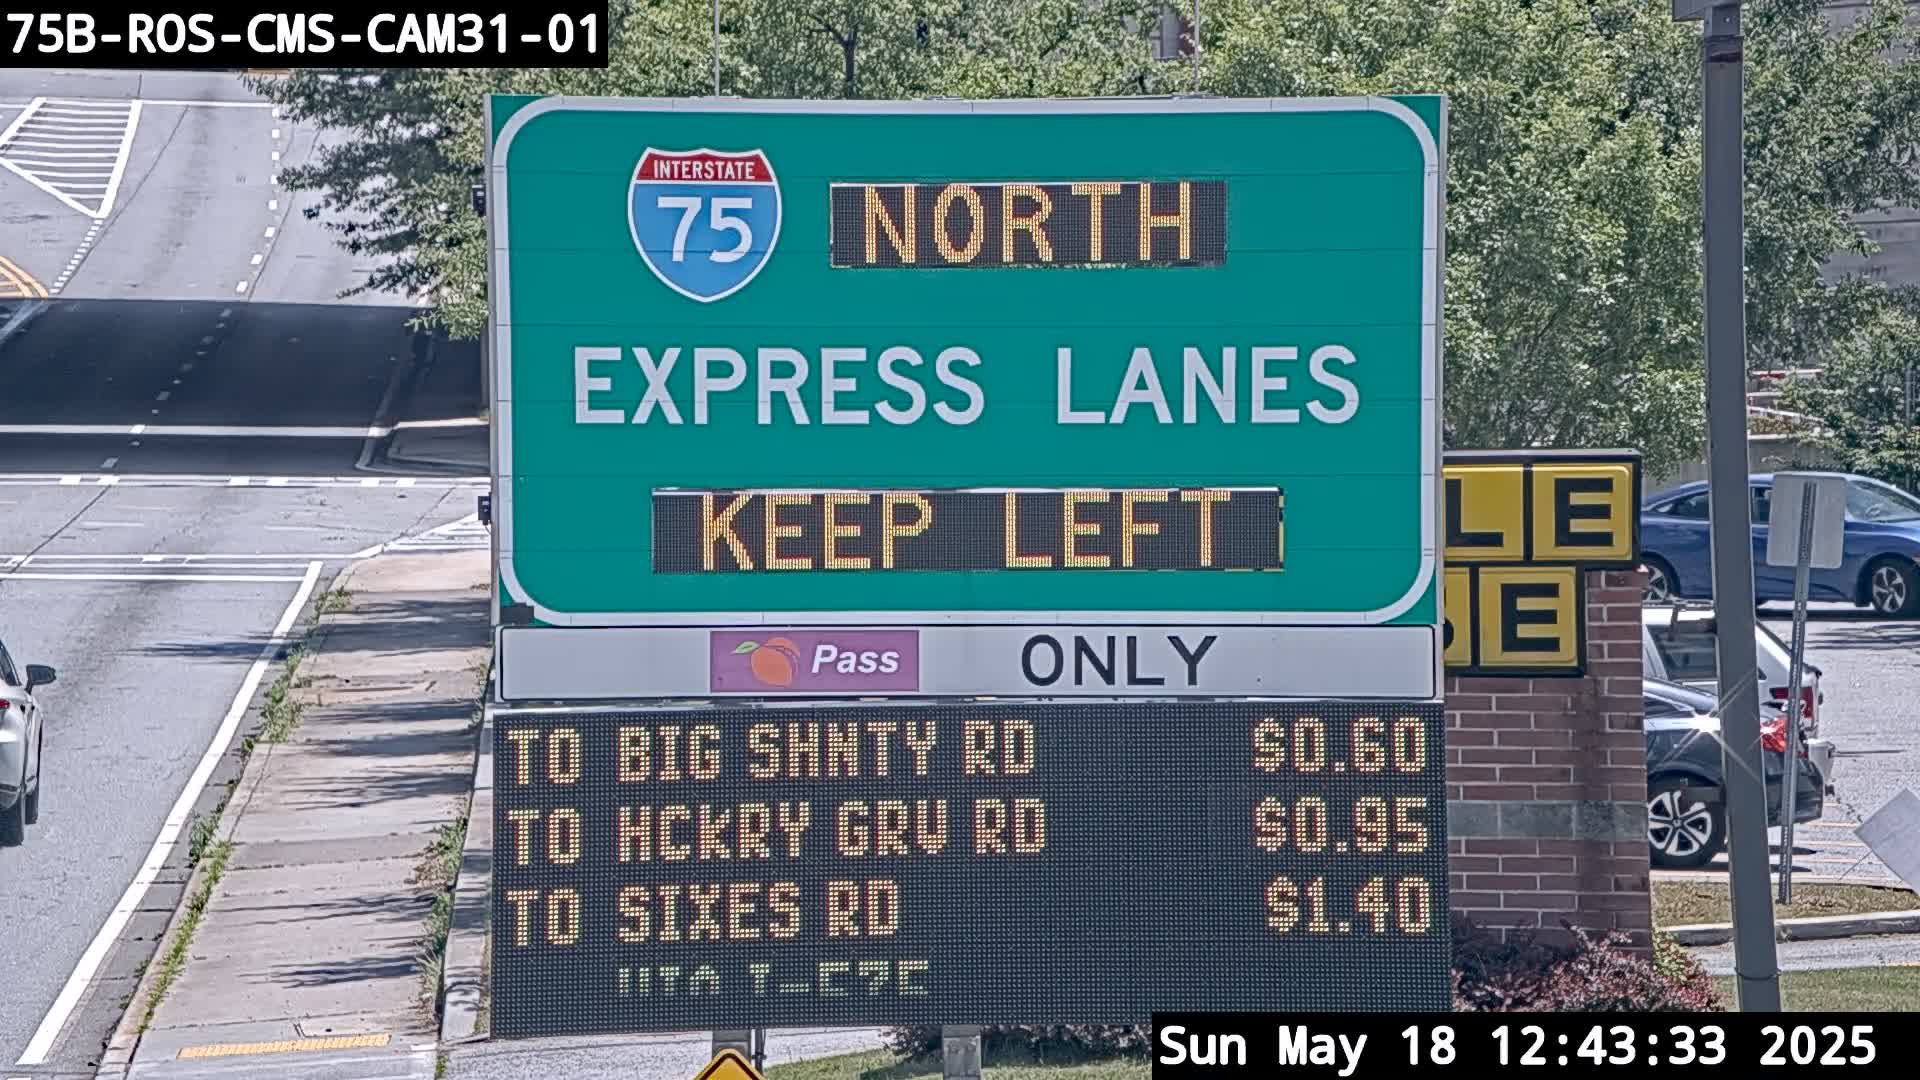 75B-ROS-CMS-CAM31-01
INTERSTATE
75
NORTH
EXPRESS LANES
KEEP LEFT
Pass ONLY
TO BIG SHNTY RD $0.60
TO HCKRY GRV RD $0.95
TO SIXES RD $1.40
LE
E
Sun May 18 12:43:33 2025